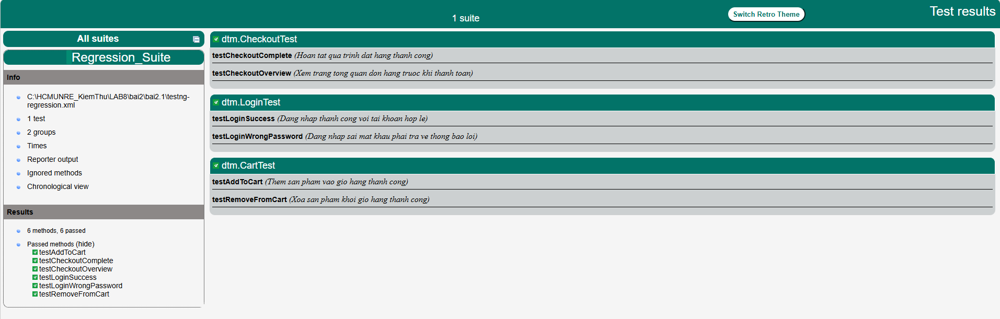 1 suite
Switch Retro Theme
Test results
All suites
Regression_Suite
Info
C:\HCMUNRE_KiemThu\LAB8\bai2\bai2.1\testng-
regression.xml
1 test
2 groups
Times
Reporter output
Ignored methods
Chronological view
Results
6 methods, 6 passed
Passed methods (hide)
testAddToCart
testCheckoutComplete
testCheckoutOverview
testLoginSuccess
testLoginWrongPassword
testRemoveFromCart
dtm.CheckoutTest
testCheckoutComplete (Hoan tat qua trinh dat hang thanh cong)
testCheckoutOverview (Xem trang tong quan don hang truoc khi thanh toan)
dtm.LoginTest
testLoginSuccess (Dang nhap thanh cong voi tai khoan hop le)
testLoginWrongPassword (Dang nhap sai mat khau phai tra ve thong bao loi)
dtm.CartTest
testAddToCart (Them san pham vao gio hang thanh cong)
testRemoveFromCart (Xoa san pham khoi gio hang thanh cong)